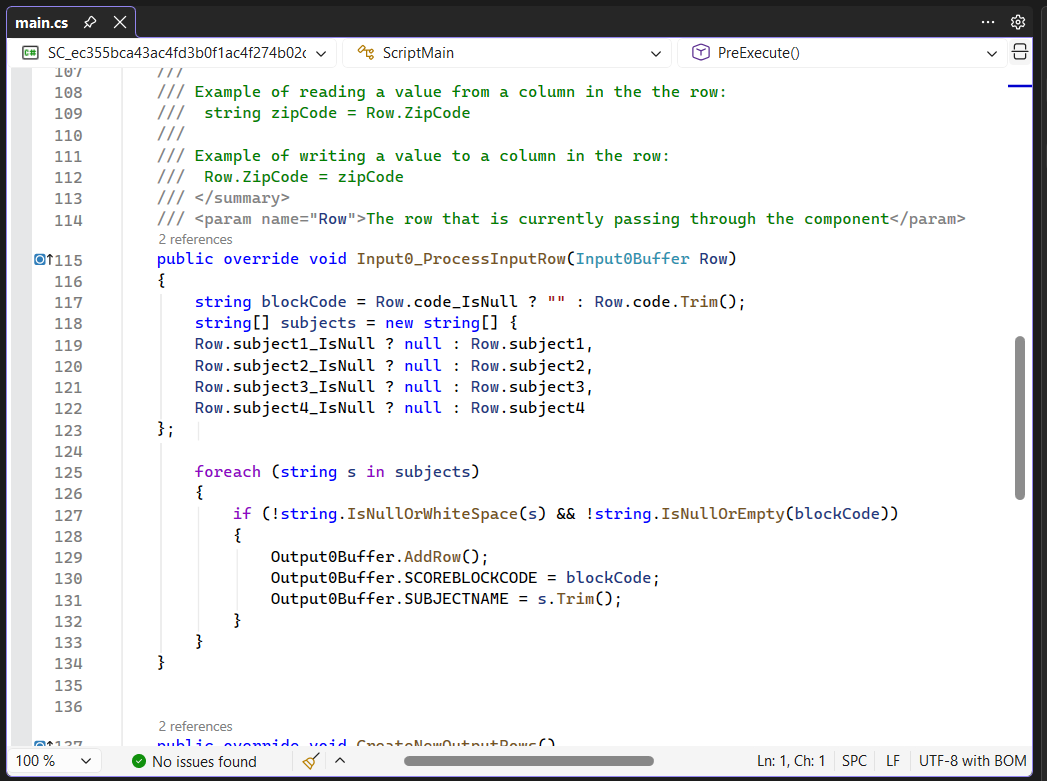 main.cs
SC_ec355bca43ac4fd3b0f1ac4f274b02c
ScriptMain
PreExecute()
107 ///
108 /// Example of reading a value from a column in the the row:
109 ///  string zipCode = Row.ZipCode
110 ///
111 /// Example of writing a value to a column in the row:
112 ///  Row.ZipCode = zipCode
113 /// </summary>
114 /// <param name="Row">The row that is currently passing through the component</param>
2 references
115 public override void Input0_ProcessInputRow(Input0Buffer Row)
116 {
117     string blockCode = Row.code_IsNull ? "" : Row.code.Trim();
118     string[] subjects = new string[] {
119     Row.subject1_IsNull ? null : Row.subject1,
120     Row.subject2_IsNull ? null : Row.subject2,
121     Row.subject3_IsNull ? null : Row.subject3,
122     Row.subject4_IsNull ? null : Row.subject4
123 };
124
125     foreach (string s in subjects)
126     {
127         if (!string.IsNullOrWhiteSpace(s) && !string.IsNullOrEmpty(blockCode))
128         {
129             Output0Buffer.AddRow();
130             Output0Buffer.SCOREBLOCKCODE = blockCode;
131             Output0Buffer.SUBJECTNAME = s.Trim();
132         }
133     }
134 }
135
136
2 references
137 public override void CreateNewOutputRows()
100 %
No issues found
Ln: 1, Ch: 1
SPC
LF
UTF-8 with BOM